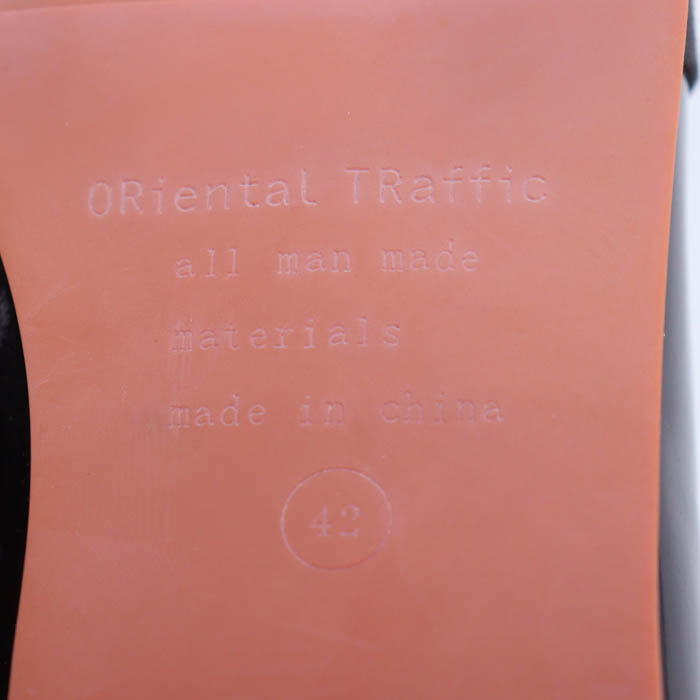 ORiental TRaffic
all man made
materials
made in china
42